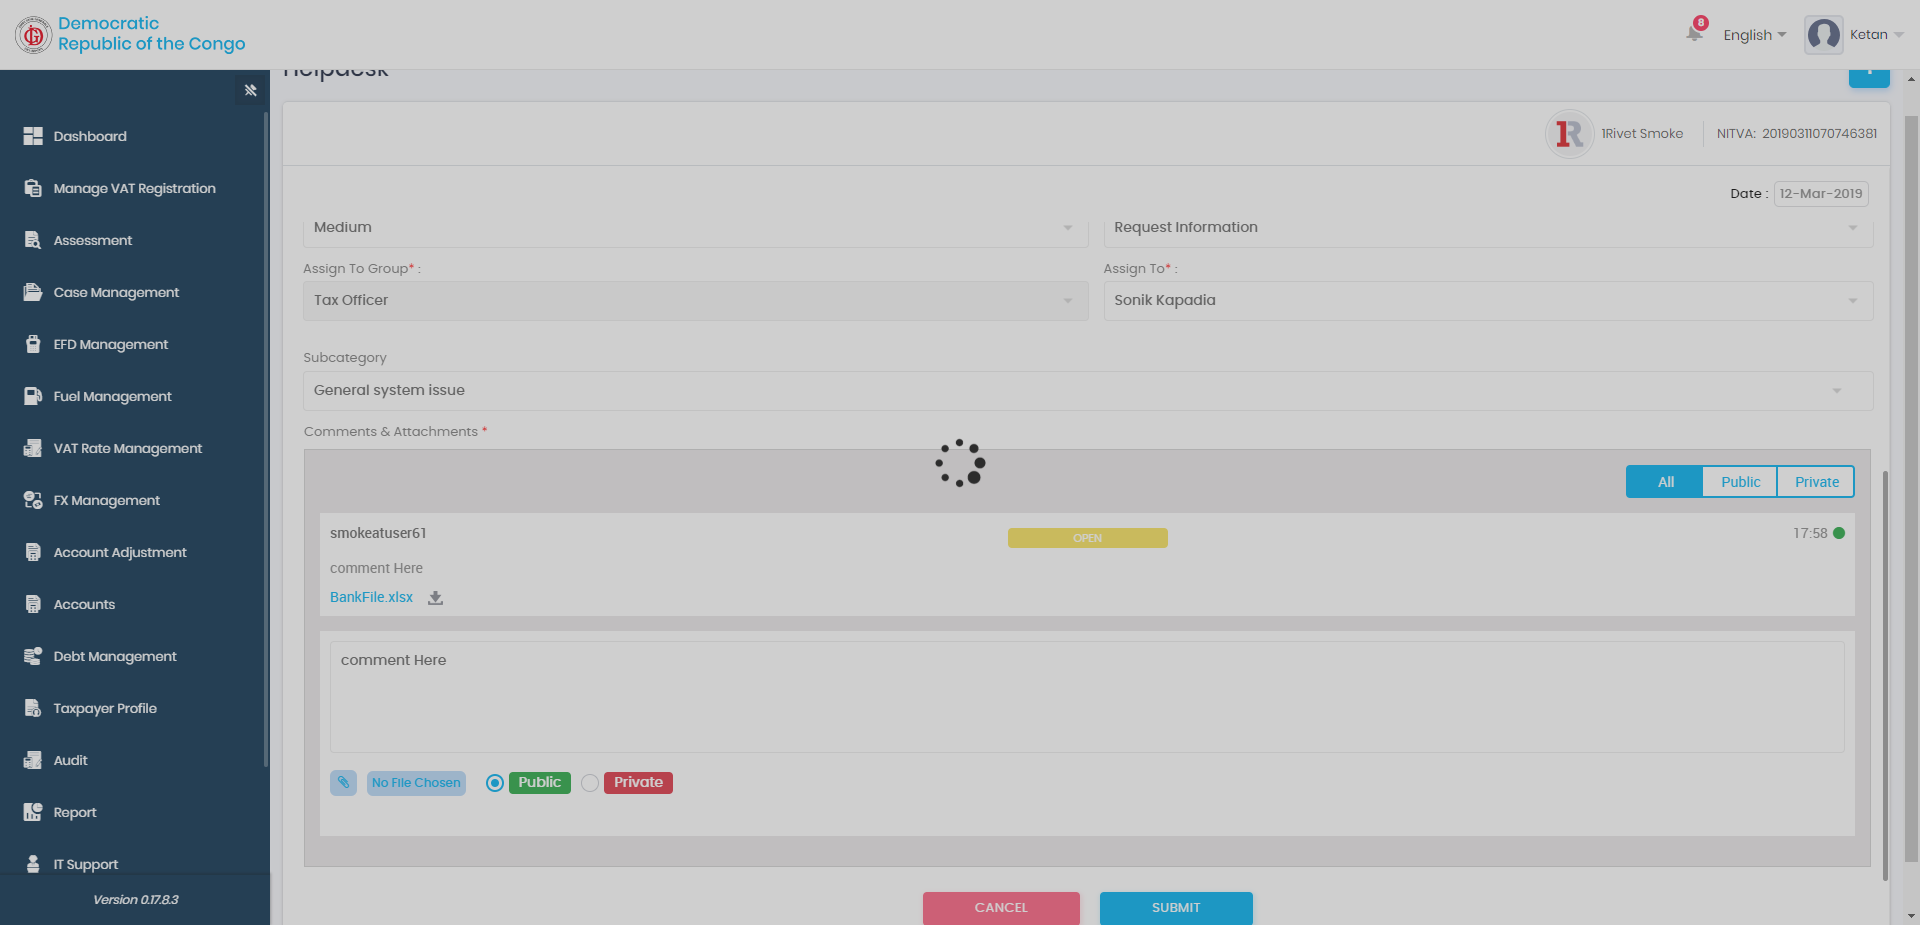 Democratic
Republic of the Congo
8
English
Ketan
Helpdesk
Dashboard
Manage VAT Registration
Assessment
Case Management
EFD Management
Fuel Management
VAT Rate Management
FX Management
Account Adjustment
Accounts
Debt Management
Taxpayer Profile
Audit
Report
IT Support
Version 0.17.8.3
1R
1Rivet Smoke
NITVA: 20190311070746381
Date : 12-Mar-2019
Medium
Request Information
Assign To Group* :
Assign To* :
Tax Officer
Sonik Kapadia
Subcategory
General system issue
Comments & Attachments *
All
Public
Private
smokeatuser61
OPEN
17:58
comment Here
BankFile.xlsx
comment Here
No File Chosen
Public
Private
CANCEL
SUBMIT